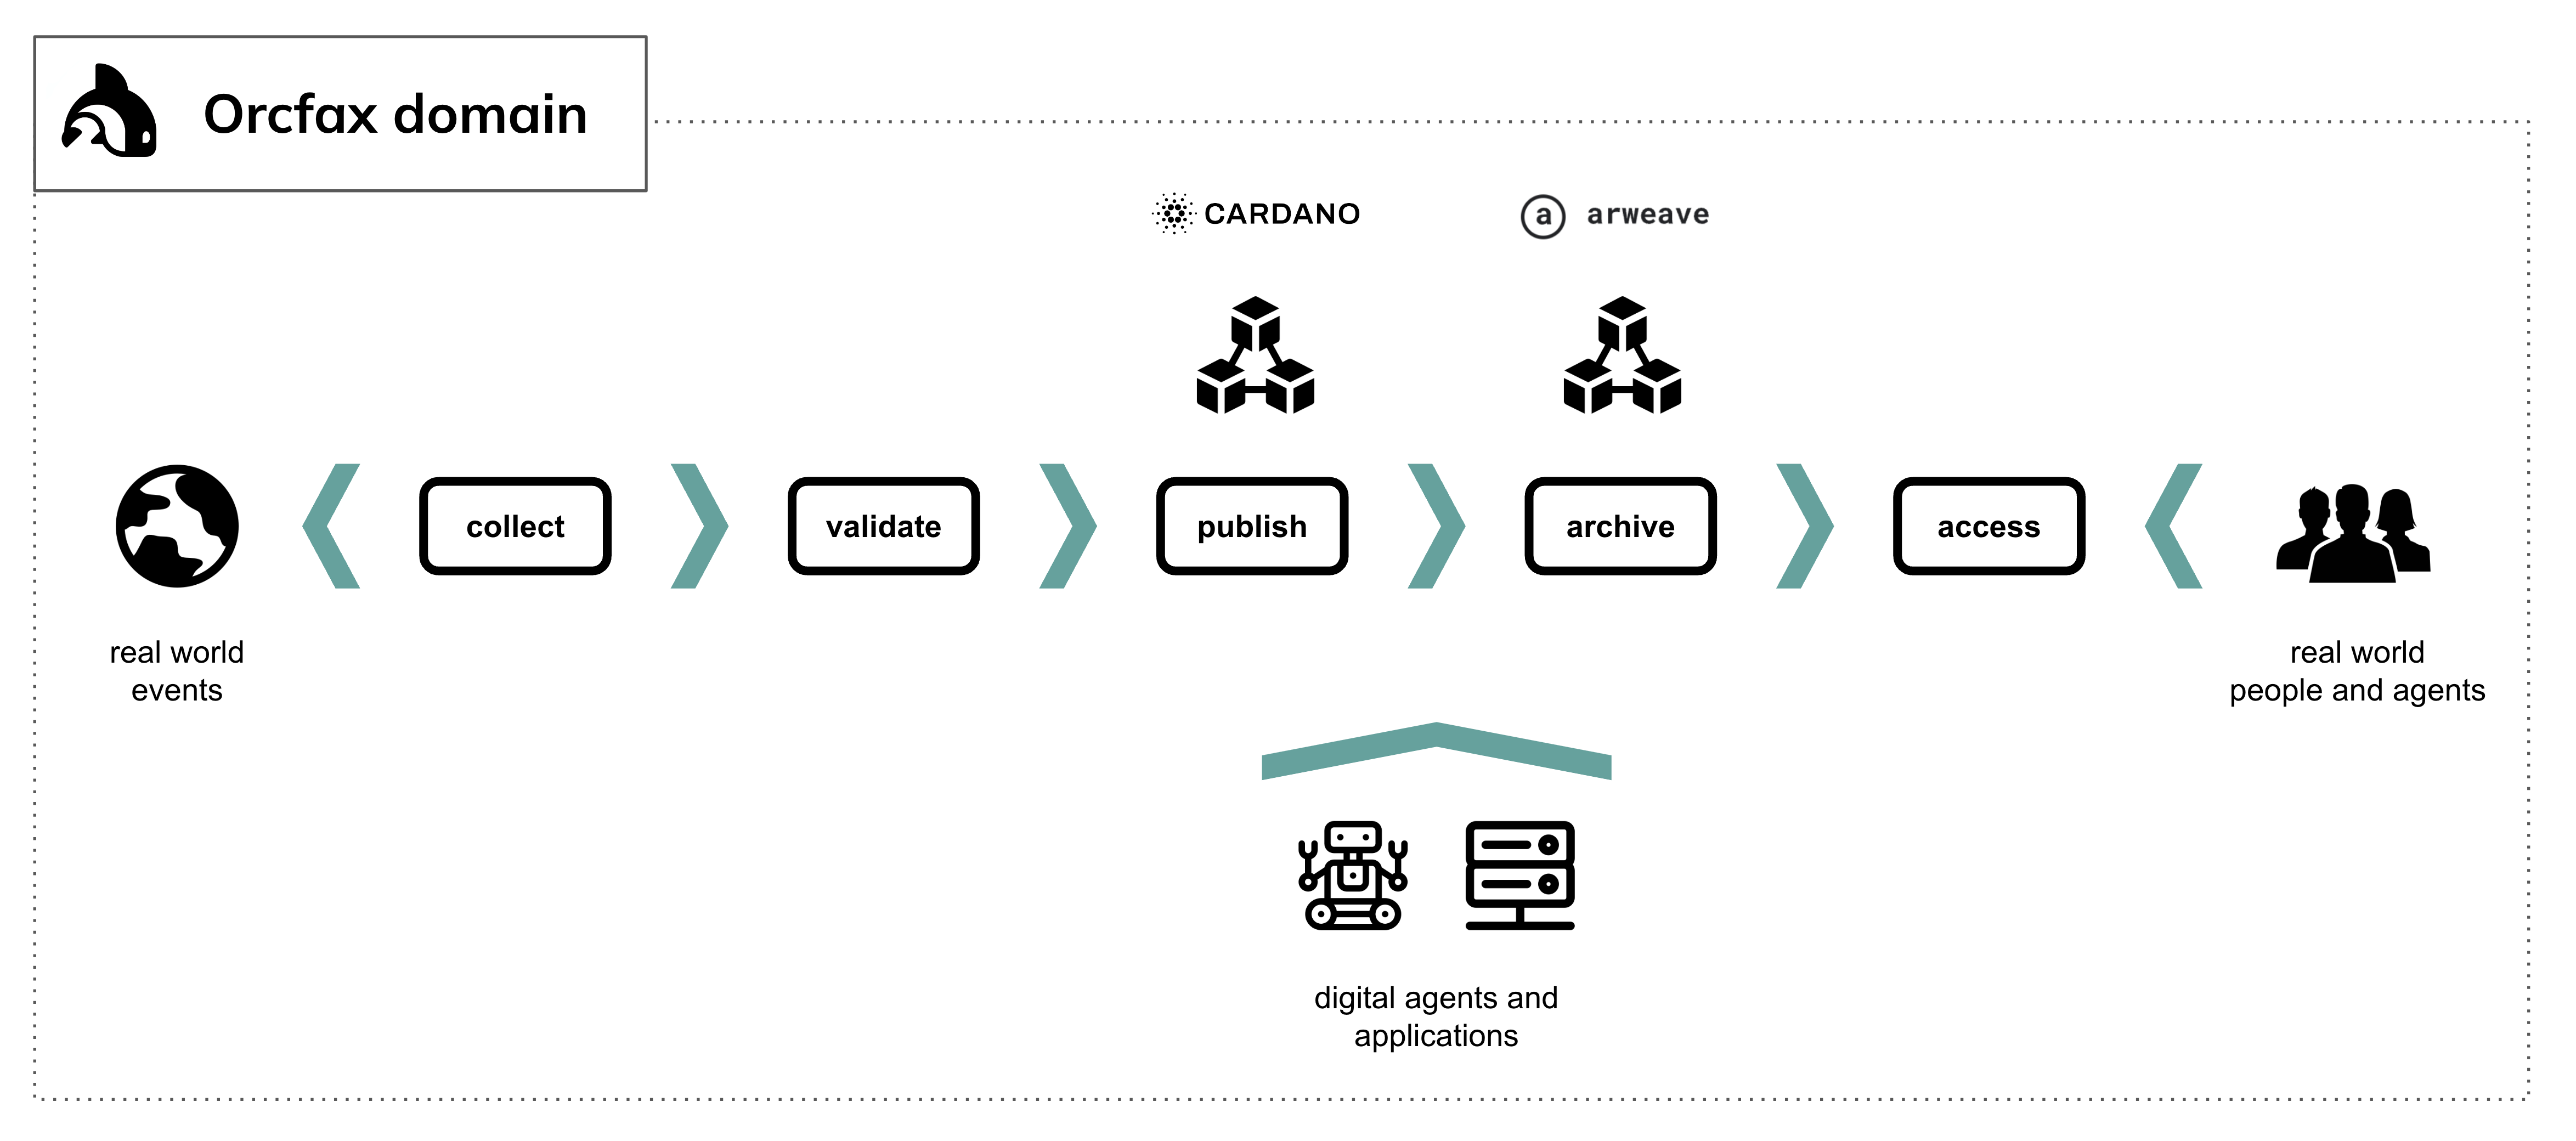 Orcfax domain
CARDANO
a arweave
collect
validate
publish
archive
access
real world
events
real world
people and agents
digital agents and
applications